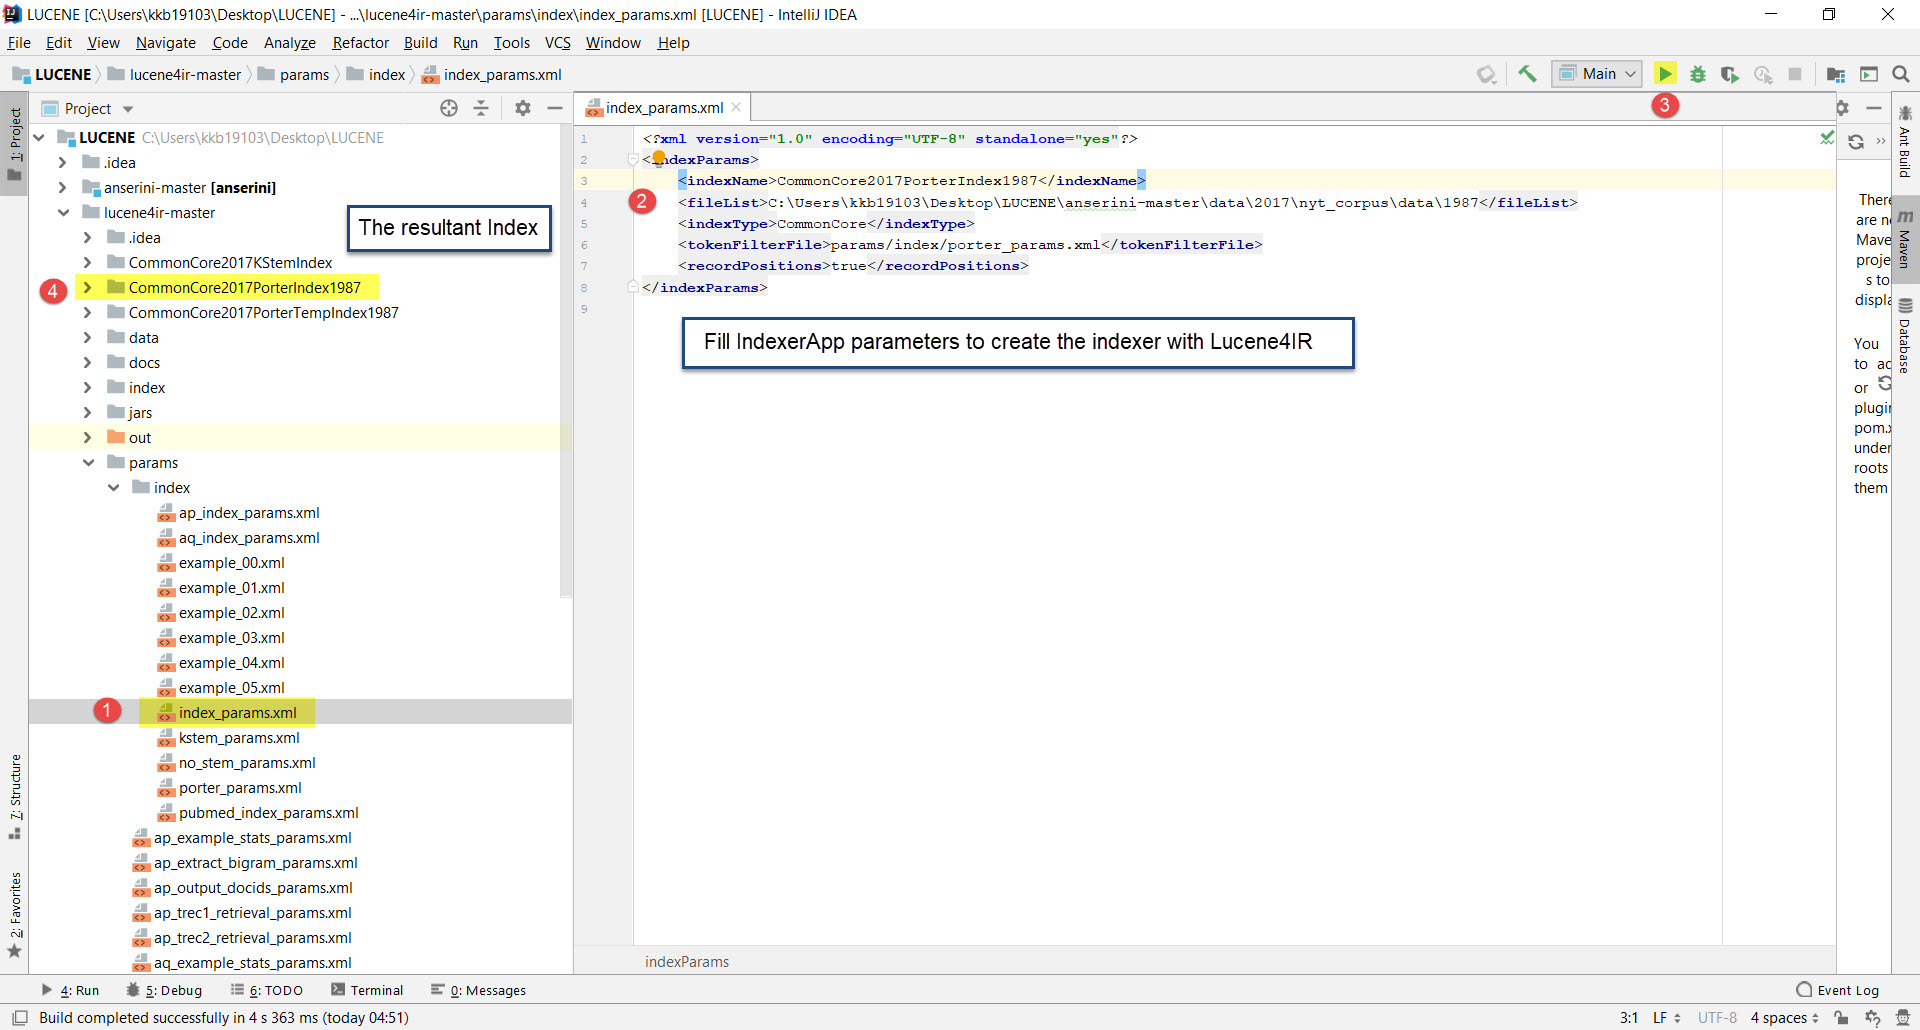 LUCENE [C:\Users\kkb19103\Desktop\LUCENE] - ...\lucene4ir-master\params\index\index_params.xml [LUCENE] - IntelliJ IDEA
File Edit View Navigate Code Analyze Refactor Build Run Tools VCS Window Help
LUCENE lucene4ir-master params index index_params.xml Main
3
1: Project
7: Structure
2: Favorites
Project
LUCENE C:\Users\kkb19103\Desktop\LUCENE
.idea
anserini-master [anserini]
lucene4ir-master
.idea
CommonCore2017KStemIndex
4 CommonCore2017PorterIndex1987
CommonCore2017PorterTempIndex1987
data
docs
index
jars
out
params
index
ap_index_params.xml
aq_index_params.xml
example_00.xml
example_01.xml
example_02.xml
example_03.xml
example_04.xml
example_05.xml
1 index_params.xml
kstem_params.xml
no_stem_params.xml
porter_params.xml
pubmed_index_params.xml
ap_example_stats_params.xml
ap_extract_bigram_params.xml
ap_output_docids_params.xml
ap_trec1_retrieval_params.xml
ap_trec2_retrieval_params.xml
aq_example_stats_params.xml
The resultant Index
index_params.xml
1 <?xml version="1.0" encoding="UTF-8" standalone="yes"?>
2 <indexParams>
3 <indexName>CommonCore2017PorterIndex1987</indexName>
2
4 <fileList>C:\Users\kkb19103\Desktop\LUCENE\anserini-master\data\2017\nyt_corpus\data\1987</fileList>
5 <indexType>CommonCore</indexType>
6 <tokenFilterFile>params/index/porter_params.xml</tokenFilterFile>
7 <recordPositions>true</recordPositions>
8 </indexParams>
9
Fill IndexerApp parameters to create the indexer with Lucene4IR
indexParams
There
are no
Mave
proje
s to
displa
You
to ad
or
plugin
pom.x
under
roots
them
Ant Build
m Maven
Database
4: Run 5: Debug 6: TODO Terminal 0: Messages Event Log
Build completed successfully in 4 s 363 ms (today 04:51) 3:1 LF UTF-8 4 spaces